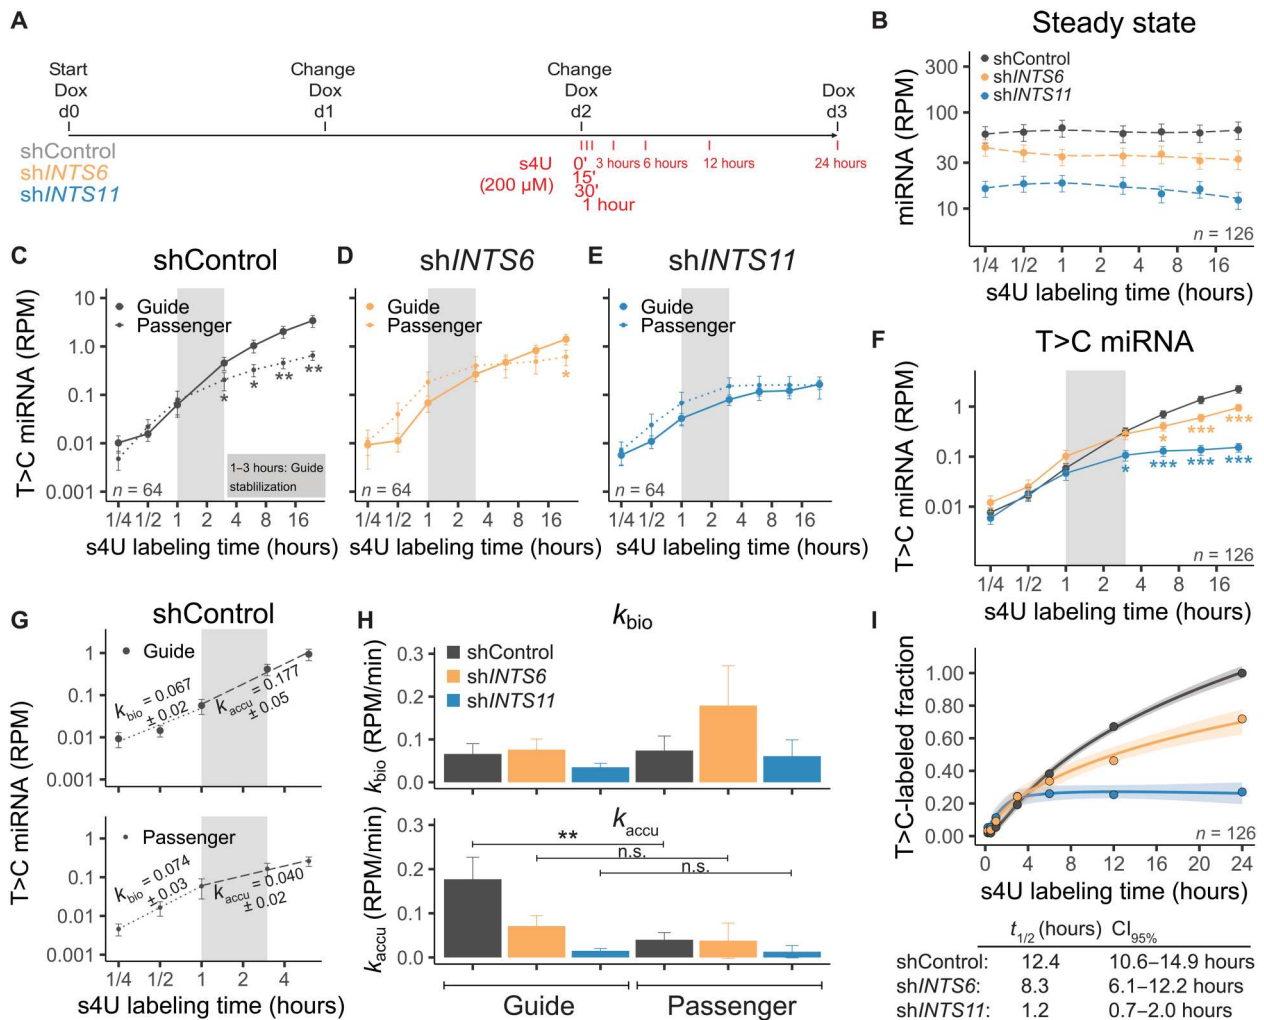 A
Start
Dox
d0
Change
Dox
d1
Change
Dox
d2
Dox
d3
shControl
shINTS6
shINTS11
s4U
(200 µM)
0'
15'
30'
1 hour
3 hours
6 hours
12 hours
24 hours
B
Steady state
miRNA (RPM)
300
100
30
10
shControl
shINTS6
shINTS11
n = 126
1/4 1/2 1 2 4 8 16
s4U labeling time (hours)
C
shControl
T>C miRNA (RPM)
10
1.0
0.1
0.01
0.001
Guide
Passenger
*
*
**
**
1–3 hours: Guide
stablilization
n = 64
1/4 1/2 1 2 4 8 16
s4U labeling time (hours)
D
shINTS6
Guide
Passenger
*
n = 64
1/4 1/2 1 2 4 8 16
s4U labeling time (hours)
E
shINTS11
Guide
Passenger
n = 64
1/4 1/2 1 2 4 8 16
s4U labeling time (hours)
F
T>C miRNA
T>C miRNA (RPM)
1
0.1
0.01
* *** ***
* *** *** ***
n = 126
1/4 1/2 1 2 4 8 16
s4U labeling time (hours)
G
shControl
T>C miRNA (RPM)
1
0.1
0.01
0.001
Guide
kbio = 0.067
± 0.02
kaccu = 0.177
± 0.05
1
0.1
0.01
0.001
Passenger
kbio = 0.074
± 0.03
kaccu = 0.040
± 0.02
1/4 1/2 1 2 4
s4U labeling time (hours)
H
kbio
kbio (RPM/min)
0.3
0.2
0.1
0.0
shControl
shINTS6
shINTS11
kaccu
kaccu (RPM/min)
0.3
0.2
0.1
0.0
**
n.s.
n.s.
Guide
Passenger
I
T>C-labeled fraction
1.00
0.80
0.60
0.40
0.20
0.00
n = 126
0 4 8 12 16 20 24
s4U labeling time (hours)
t1/2 (hours) CI95%
shControl: 12.4 10.6–14.9 hours
shINTS6: 8.3 6.1–12.2 hours
shINTS11: 1.2 0.7–2.0 hours